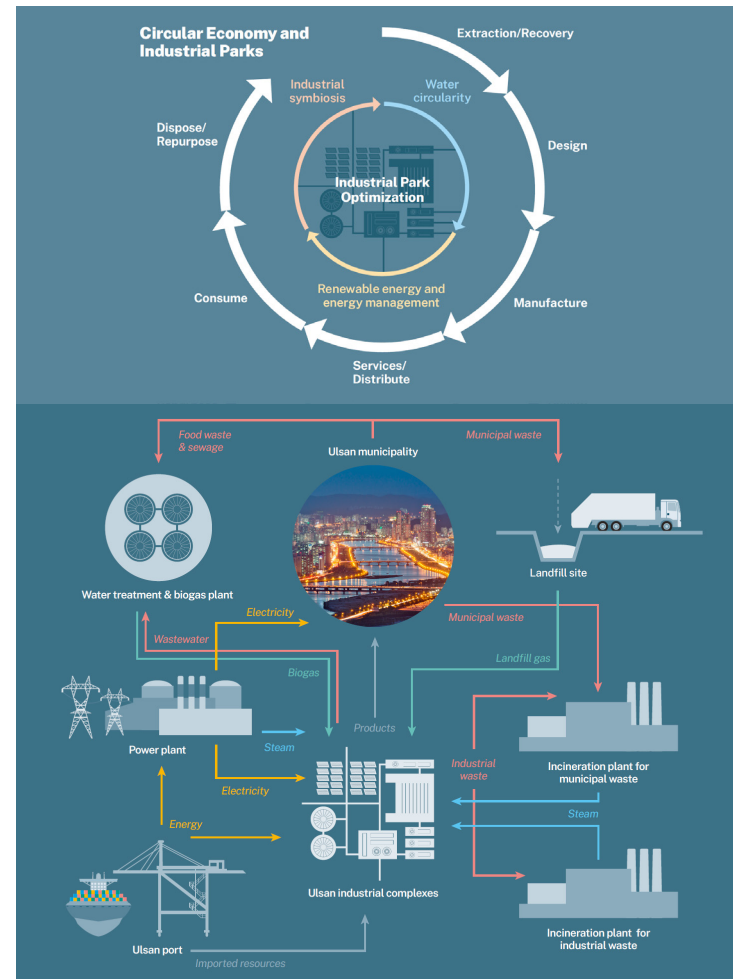 Circular Economy and
Industrial Parks
Extraction/Recovery
Industrial
symbiosis
Water
circularity
Dispose/
Repurpose
Design
Industrial Park
Optimization
Renewable energy and
energy management
Consume
Manufacture
Services/
Distribute
Food waste
& sewage
Ulsan municipality
Municipal waste
Landfill site
Water treatment & biogas plant
Electricity
Municipal waste
Wastewater
Biogas
Landfill gas
Products
Power plant
Steam
Industrial
waste
Incineration plant for
municipal waste
Electricity
Steam
Energy
Ulsan industrial complexes
Incineration plant for
industrial waste
Ulsan port
Imported resources